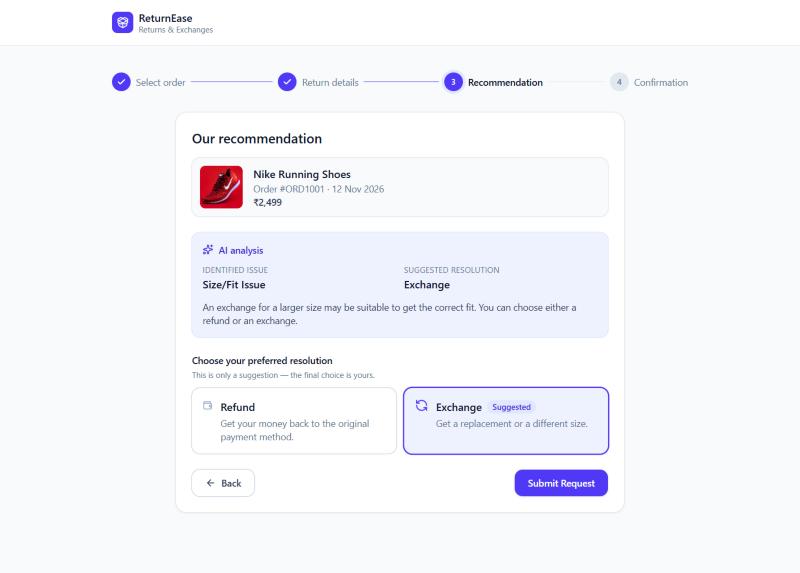 ReturnEase
Returns & Exchanges
Select order
Return details
3
Recommendation
4
Confirmation
Our recommendation
Nike Running Shoes
Order #ORD1001 · 12 Nov 2026
₹2,499
AI analysis
IDENTIFIED ISSUE
SUGGESTED RESOLUTION
Size/Fit Issue
Exchange
An exchange for a larger size may be suitable to get the correct fit. You can choose either a
refund or an exchange.
Choose your preferred resolution
This is only a suggestion — the final choice is yours.
Refund
Get your money back to the original
payment method.
Exchange
Suggested
Get a replacement or a different size.
Back
Submit Request